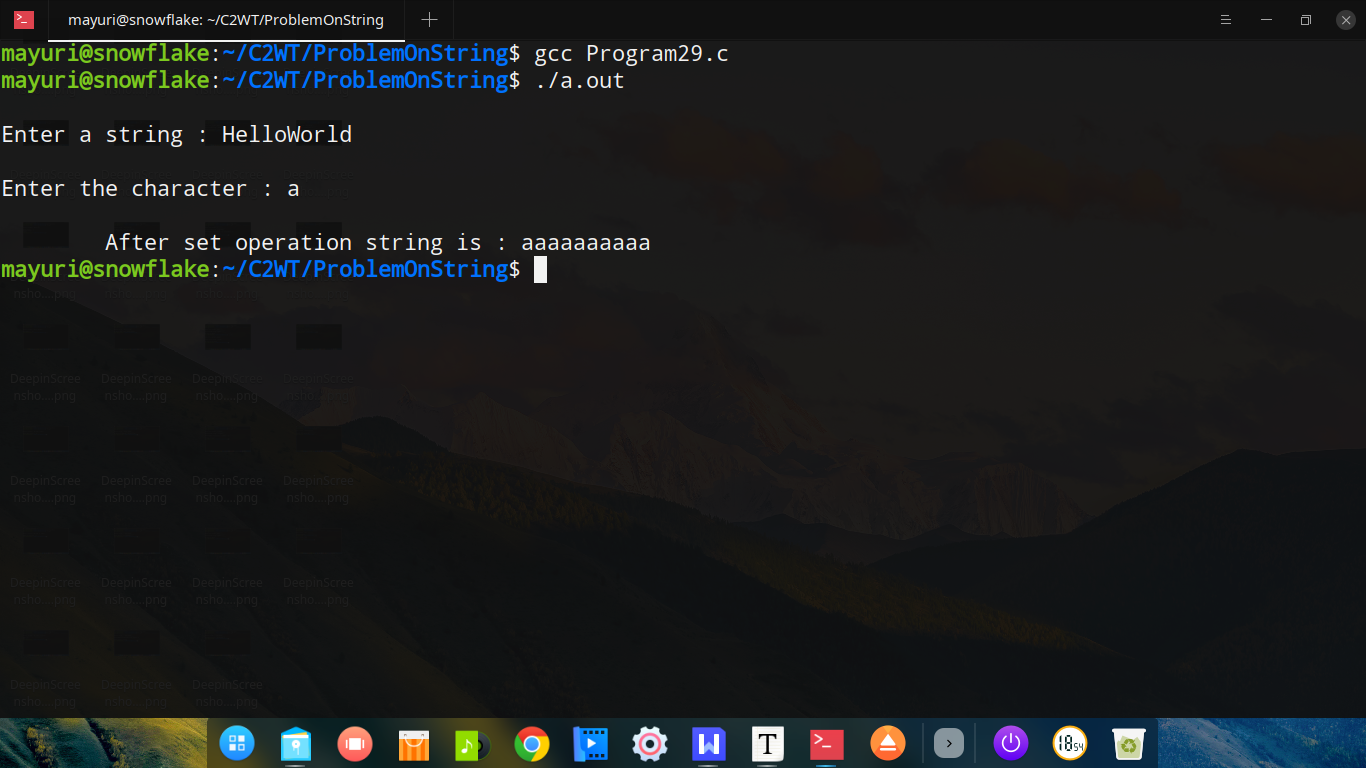 mayuri@snowflake: ~/C2WT/ProblemOnString
mayuri@snowflake:~/C2WT/ProblemOnString$ gcc Program29.c
mayuri@snowflake:~/C2WT/ProblemOnString$ ./a.out
Enter a string : HelloWorld
Enter the character : a
After set operation string is : aaaaaaaaaa
mayuri@snowflake:~/C2WT/ProblemOnString$
nsho....png nsho....png nsho....png nsho....png
DeepinScree DeepinScree DeepinScree DeepinScree
nsho....png nsho....png nsho....png nsho....png
DeepinScree DeepinScree DeepinScree DeepinScree
nsho....png nsho....png nsho....png nsho....png
DeepinScree DeepinScree DeepinScree DeepinScree
nsho....png nsho....png nsho....png nsho....png
DeepinScree DeepinScree DeepinScree
nsho....png nsho....png nsho....png
18 54